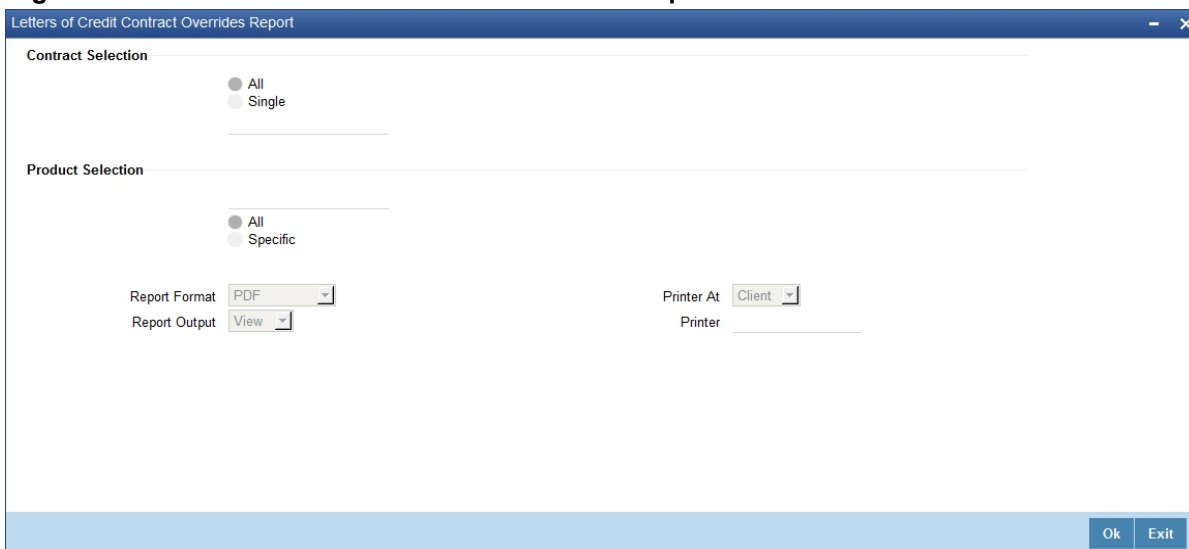 Letters of Credit Contract Overrides Report
Contract Selection
All
Single
Product Selection
All
Specific
Report Format PDF Printer At Client
Report Output View Printer
Ok Exit